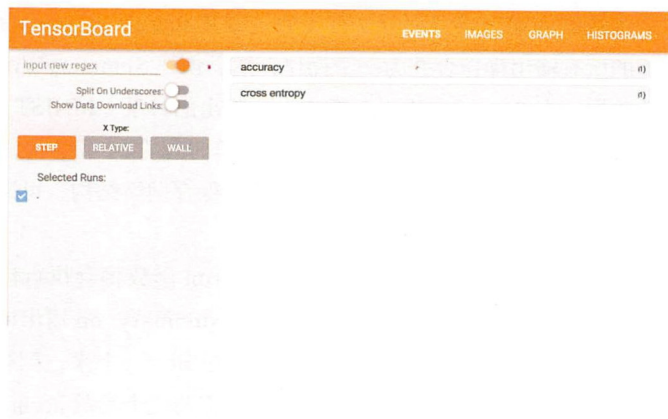 TensorBoard
EVENTS IMAGES GRAPH HISTOGRAMS
input new regex
Split On Underscores:
Show Data Download Links:
X Type:
STEP RELATIVE WALL
Selected Runs:
.
accuracy
cross entropy